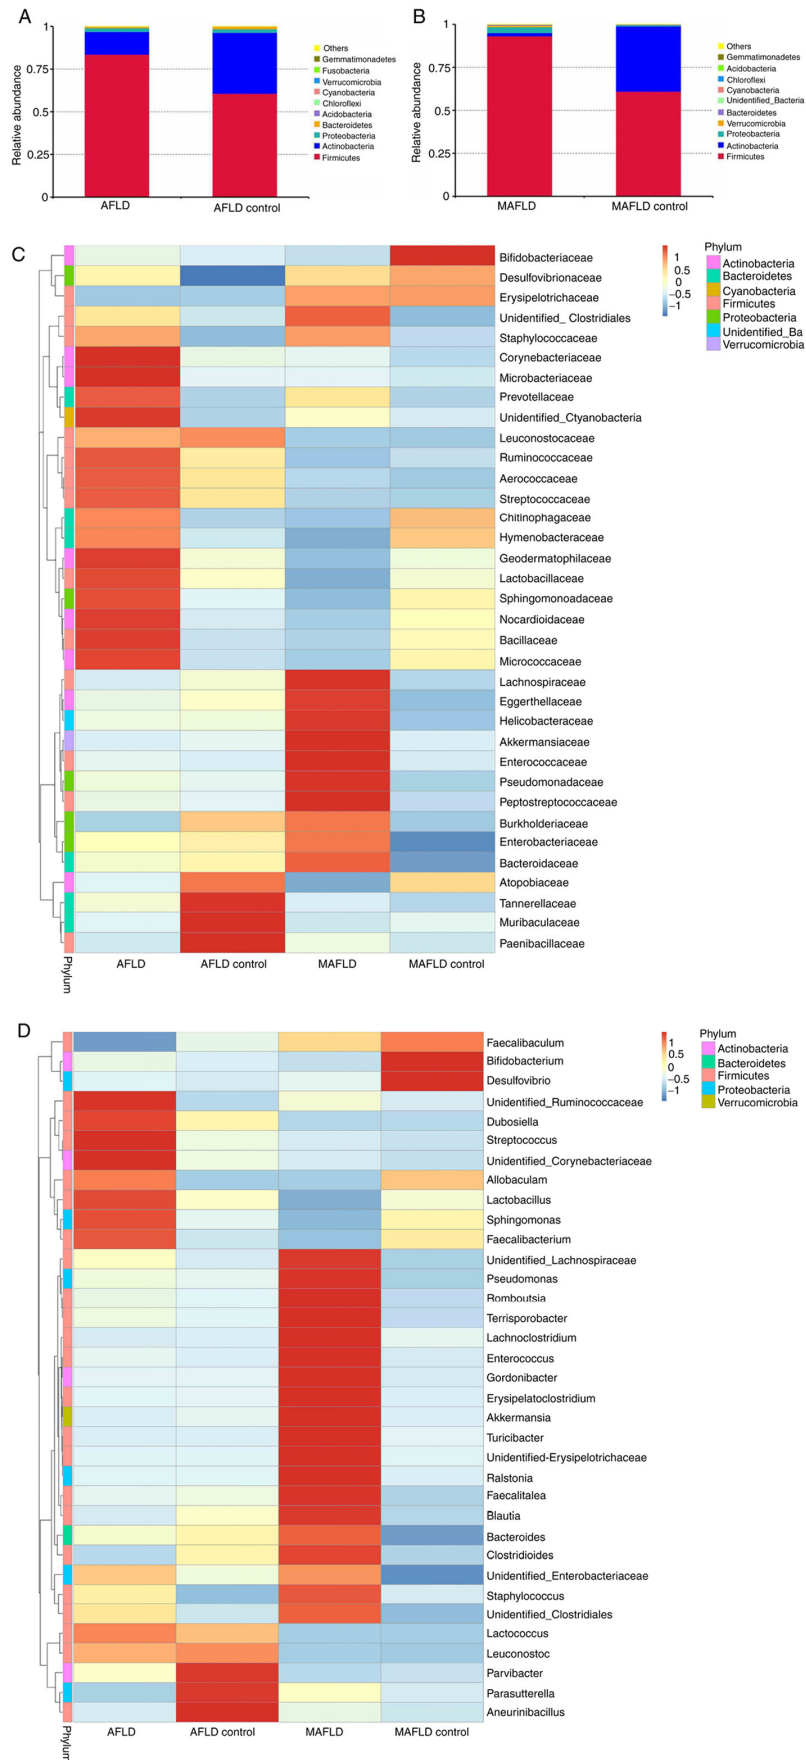 A
Relative abundance
1
0.75
0.5
0.25
0
AFLD
AFLD control
Others
Gemmatimonadetes
Fusobacteria
Verrucomicrobia
Cyanobacteria
Chloroflexi
Acidobacteria
Bacteroidetes
Proteobacteria
Actinobacteria
Firmicutes
B
Relative abundance
1
0.75
0.5
0.25
0
MAFLD
MAFLD control
Others
Gemmatimonadetes
Acidobacteria
Chloroflexi
Cyanobacteria
Unidentified_Bacteria
Bacteroidetes
Verrucomicrobia
Proteobacteria
Actinobacteria
Firmicutes
C
Bifidobacteriaceae
Desulfovibrionaceae
Erysipelotrichaceae
Unidentified_ Clostridiales
Staphylococcaceae
Corynebacteriaceae
Microbacteriaceae
Prevotellaceae
Unidentified_Ctyanobacteria
Leuconostocaceae
Ruminococcaceae
Aerococcaceae
Streptococcaceae
Chitinophagaceae
Hymenobacteraceae
Geodermatophilaceae
Lactobacillaceae
Sphingomonoadaceae
Nocardioidaceae
Bacillaceae
Micrococcaceae
Lachnospiraceae
Eggerthellaceae
Helicobacteraceae
Akkermansiaceae
Enterococcaceae
Pseudomonadaceae
Peptostreptococcaceae
Burkholderiaceae
Enterobacteriaceae
Bacteroidaceae
Atopobiaceae
Tannerellaceae
Muribaculaceae
Paenibacillaceae
Phylum
AFLD
AFLD control
MAFLD
MAFLD control
1
0.5
0
−0.5
−1
Phylum
Actinobacteria
Bacteroidetes
Cyanobacteria
Firmicutes
Proteobacteria
Unidentified_Ba
Verrucomicrobia
D
Faecalibaculum
Bifidobacterium
Desulfovibrio
Unidentified_Ruminococcaceae
Dubosiella
Streptococcus
Unidentified_Corynebacteriaceae
Allobaculam
Lactobacillus
Sphingomonas
Faecalibacterium
Unidentified_Lachnospiraceae
Pseudomonas
Romboutsia
Terrisporobacter
Lachnoclostridium
Enterococcus
Gordonibacter
Erysipelatoclostridium
Akkermansia
Turicibacter
Unidentified-Erysipelotrichaceae
Ralstonia
Faecalitalea
Blautia
Bacteroides
Clostridioides
Unidentified_Enterobacteriaceae
Staphylococcus
Unidentified_Clostridiales
Lactococcus
Leuconostoc
Parvibacter
Parasutterella
Aneurinibacillus
Phylum
AFLD
AFLD control
MAFLD
MAFLD control
1
0.5
0
−0.5
−1
Phylum
Actinobacteria
Bacteroidetes
Firmicutes
Proteobacteria
Verrucomicrobia